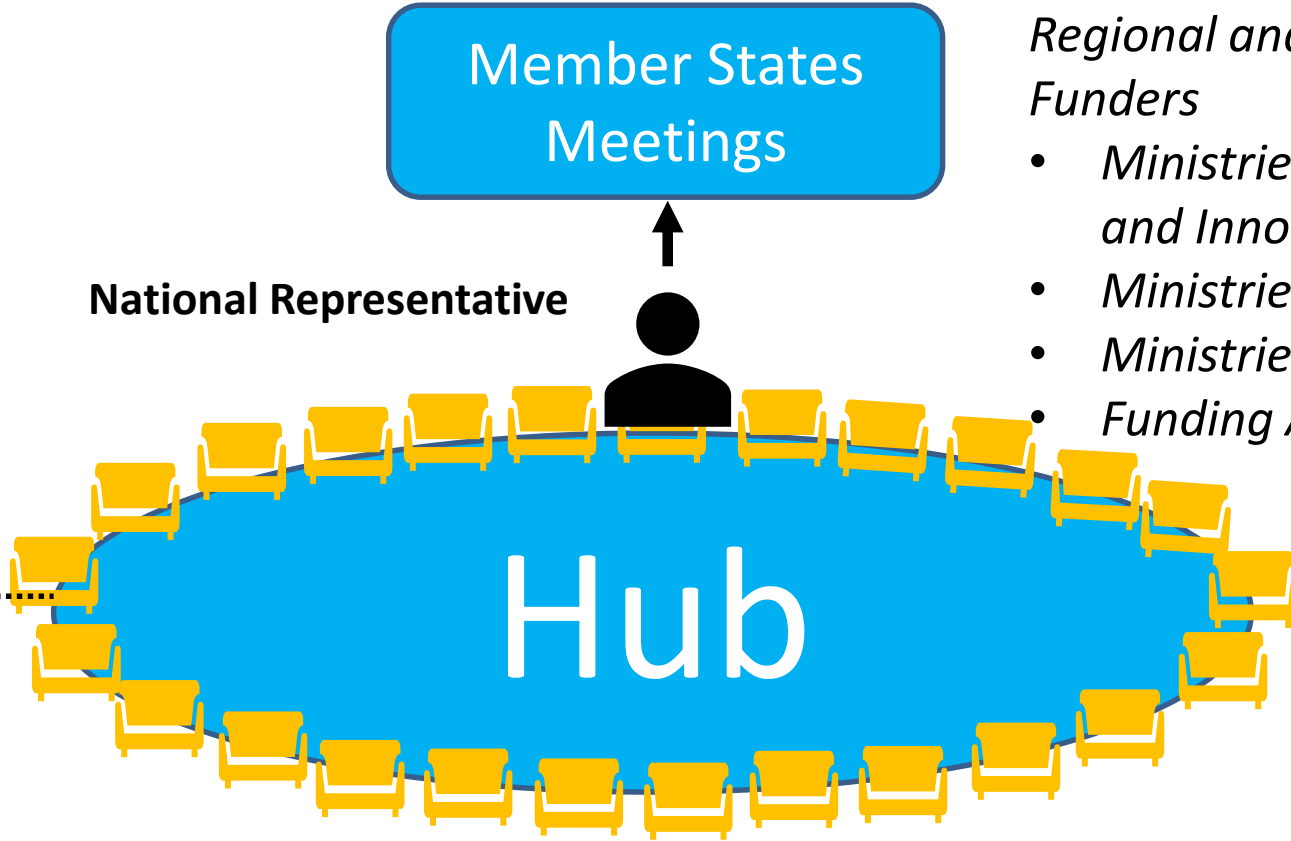 Member States
Meetings
National Representative
Hub
Regional and
Funders
• Ministrie
and Inno
• Ministrie
• Ministrie
• Funding